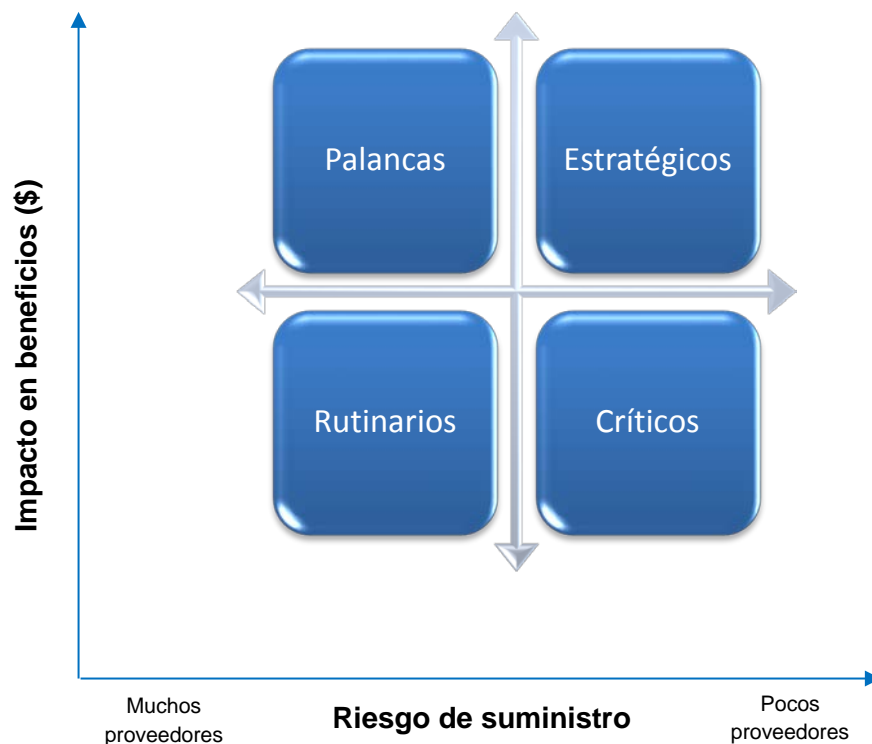 Impacto en beneficios ($)
Palancas
Estratégicos
Rutinarios
Críticos
Muchos
proveedores
Riesgo de suministro
Pocos
proveedores